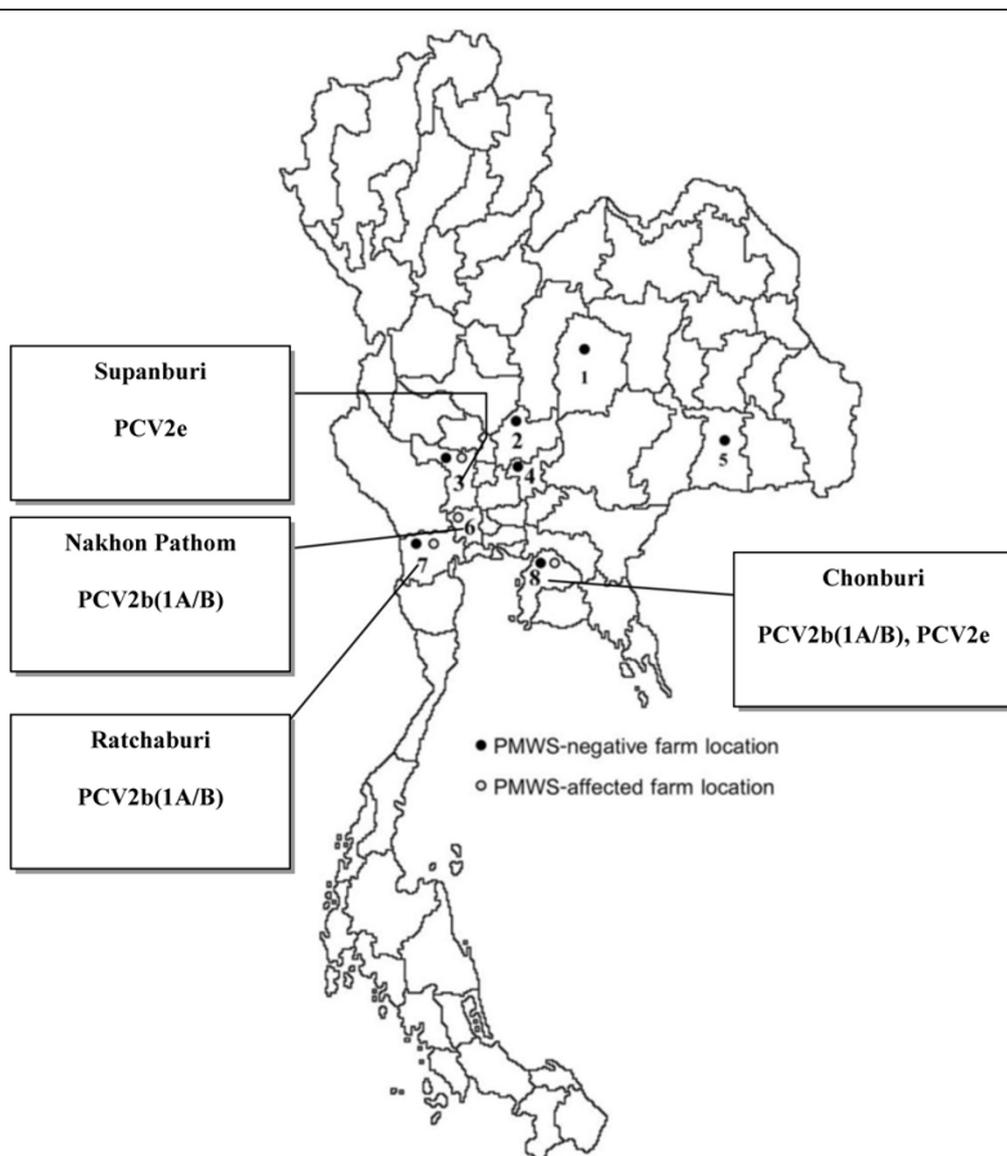 Supanburi
PCV2e
Nakhon Pathom
PCV2b(1A/B)
Ratchaburi
PCV2b(1A/B)
Chonburi
PCV2b(1A/B), PCV2e
1
2
3
4
5
6
7
8
PMWS-negative farm location
PMWS-affected farm location